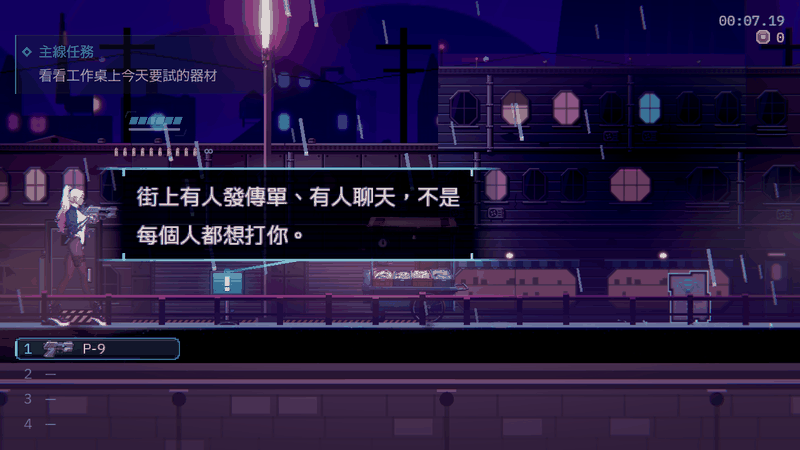 00:07.19
0
主線任務
看看工作桌上今天要試的器材
∞
街上有人發傳單、有人聊天，不是
每個人都想打你。
!
1 P-9
2 —
3 —
4 —